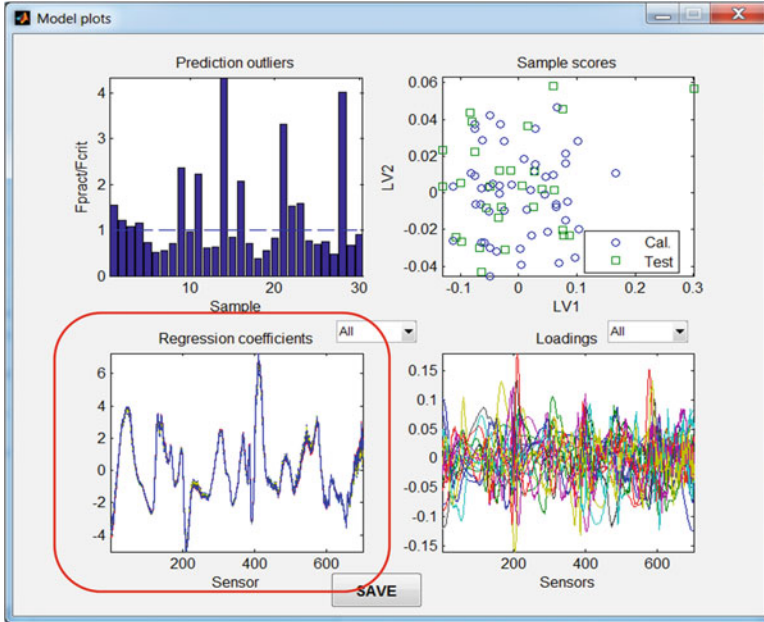 Model plots
Prediction outliers
4
3
2
1
0
Fpract/Fcrit
10
20
30
Sample
Sample scores
0.06
0.04
0.02
0
-0.02
-0.04
LV2
Cal.
Test
-0.1
0
0.1
0.2
0.3
LV1
Regression coefficients
All
6
4
2
0
-2
-4
200
400
600
Sensor
Loadings
All
0.15
0.1
0.05
0
-0.05
-0.1
-0.15
200
400
600
Sensors
SAVE